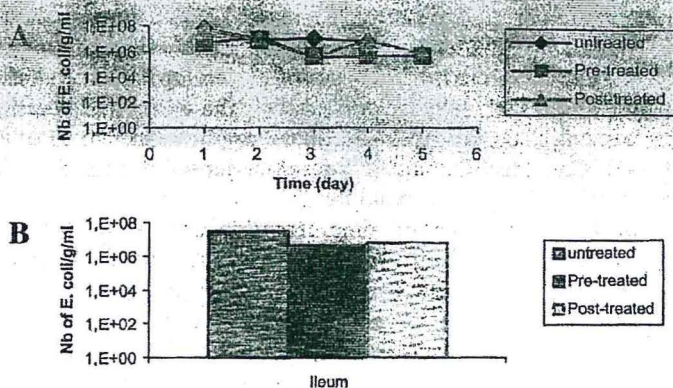 A
Nb of E. coli/g/ml
1,E+08
1,E+06
1,E+04
1,E+02
1,E+00
0 1 2 3 4 5 6
Time (day)
untreated
Pre-treated
Post-treated
B
Nb of E. coli/g/ml
1,E+08
1,E+06
1,E+04
1,E+02
1,E+00
Ileum
untreated
Pre-treated
Post-treated